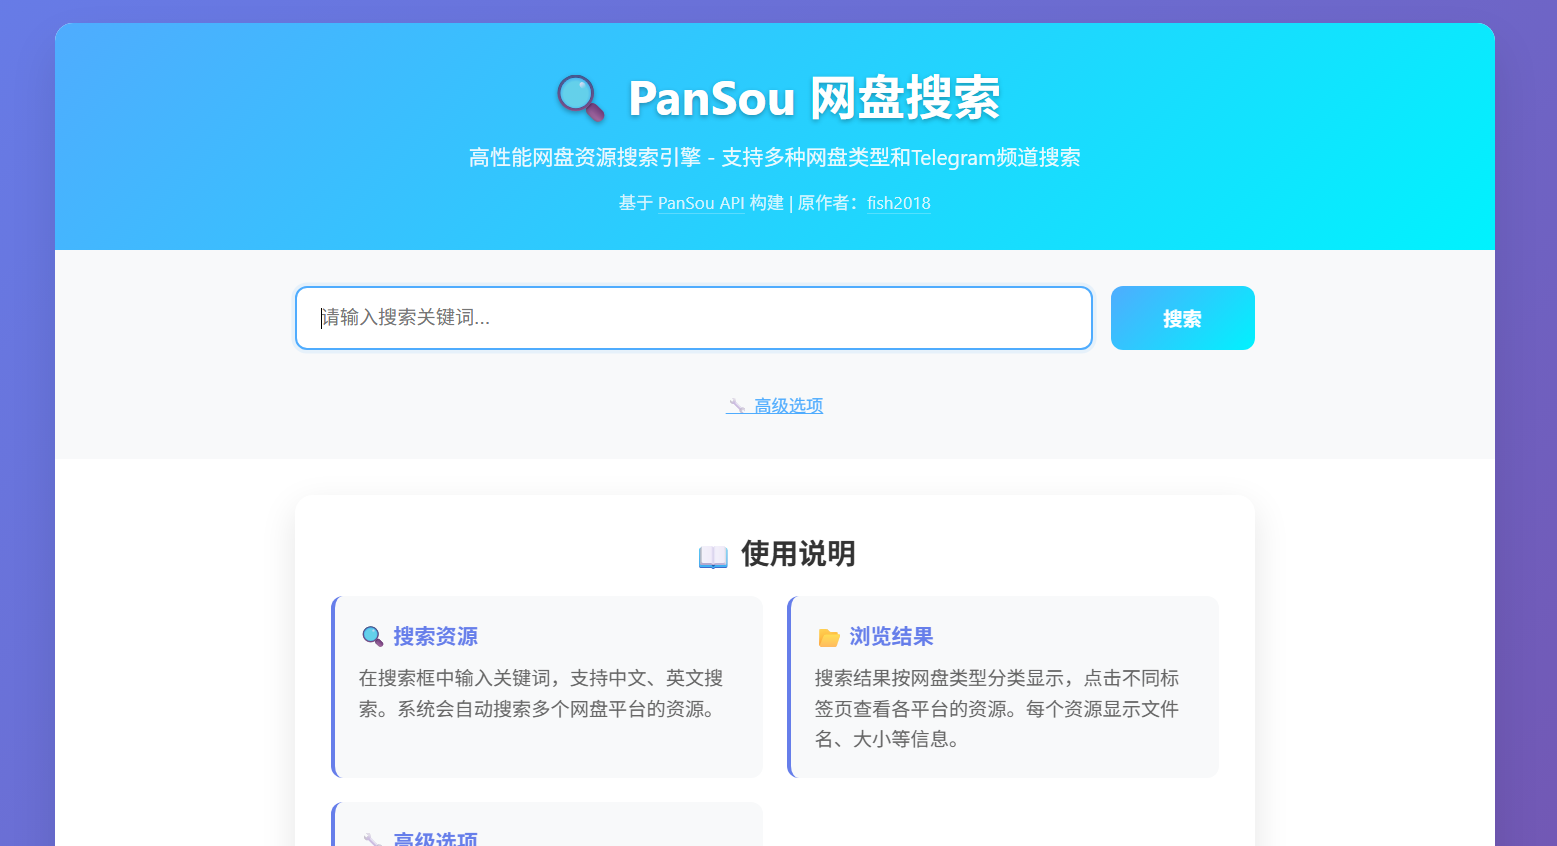 PanSou 网盘搜索
高性能网盘资源搜索引擎 - 支持多种网盘类型和Telegram频道搜索
基于 PanSou API 构建 | 原作者：fish2018
请输入搜索关键词...
搜索
高级选项
使用说明
搜索资源
在搜索框中输入关键词，支持中文、英文搜
索。系统会自动搜索多个网盘平台的资源。
浏览结果
搜索结果按网盘类型分类显示，点击不同标
签页查看各平台的资源。每个资源显示文件
名、大小等信息。
高级选项